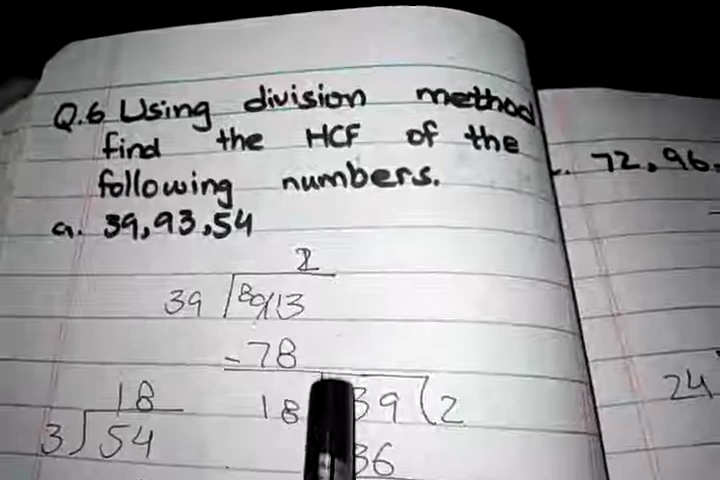 Q.6 Using division method
find the HCF of the
following numbers.
a. 39,93,54
2
39 8913
-78
18 39 ( 2
36
18
3 ) 54
72,96.
24